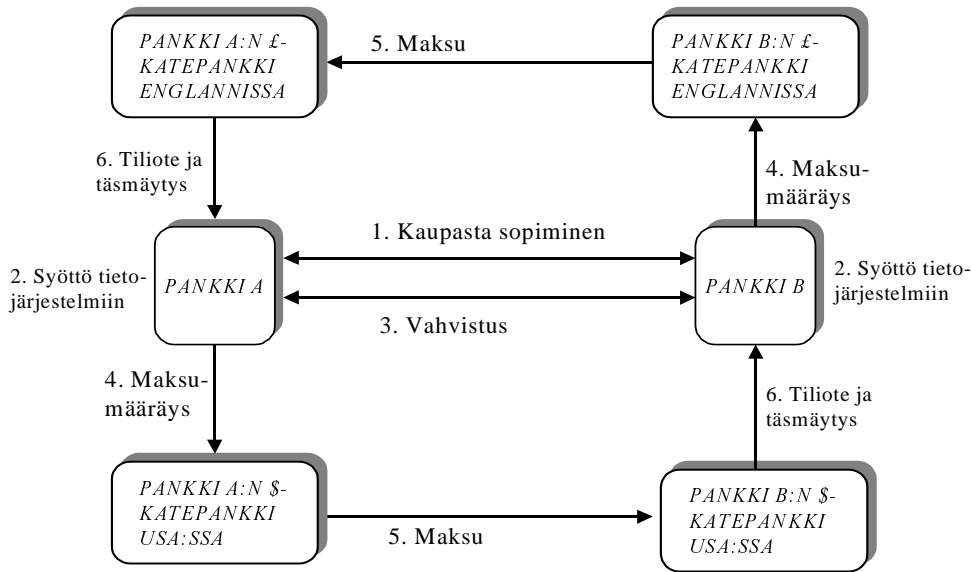 PANKKI A:N £-
KATEPANKKI
ENGLANNISSA
5. Maksu
PANKKI B:N £-
KATEPANKKI
ENGLANNISSA
6. Tiliote ja
täsmäytys
4. Maksu-
määräys
1. Kaupasta sopiminen
2. Syöttö tieto-
järjestelmiin
PANKKI A
PANKKI B
2. Syöttö tieto-
järjestelmiin
3. Vahvistus
4. Maksu-
määräys
6. Tiliote ja
täsmäytys
PANKKI A:N $-
KATEPANKKI
USA:SSA
5. Maksu
PANKKI B:N $-
KATEPANKKI
USA:SSA